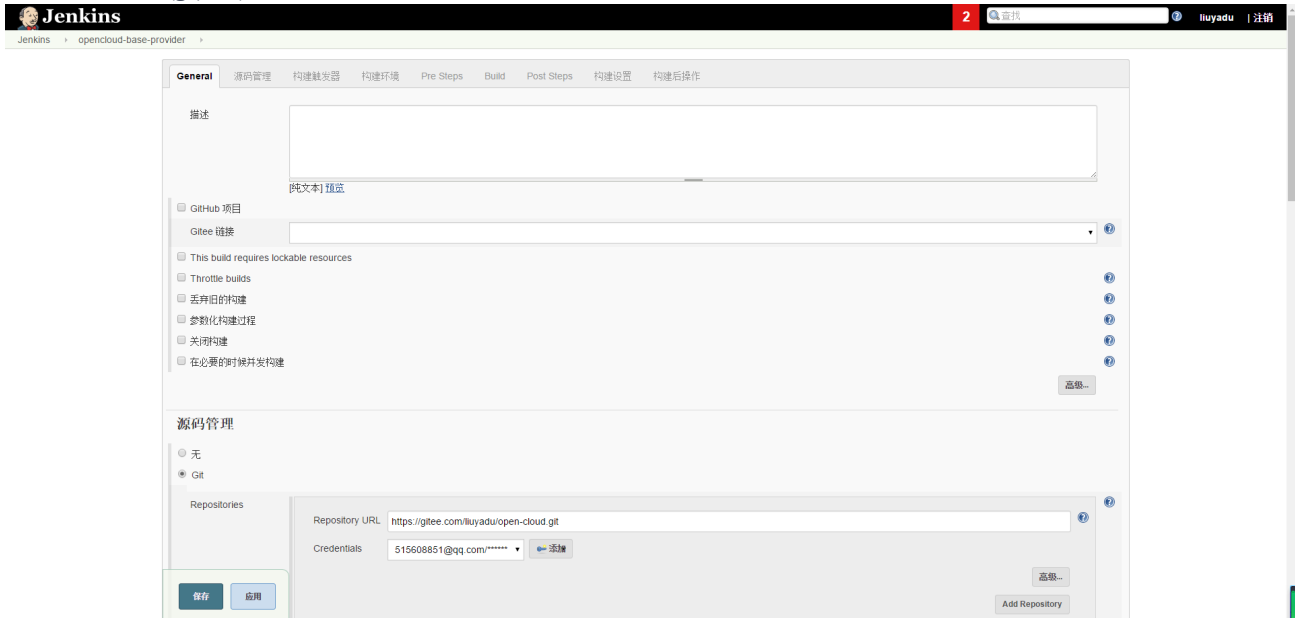 Jenkins
2
查找
liuyadu
| 注销
Jenkins
opencloud-base-provider
General
源码管理
构建触发器
构建环境
Pre Steps
Build
Post Steps
构建设置
构建后操作
描述
[纯文本] 预览
GitHub 项目
Gitee 链接
This build requires lockable resources
Throttle builds
丢弃旧的构建
参数化构建过程
关闭构建
在必要的时候并发构建
高级...
源码管理
无
Git
Repositories
Repository URL
https://gitee.com/liuyadu/open-cloud.git
Credentials
515608851@qq.com/******
添加
高级...
Add Repository
保存
应用